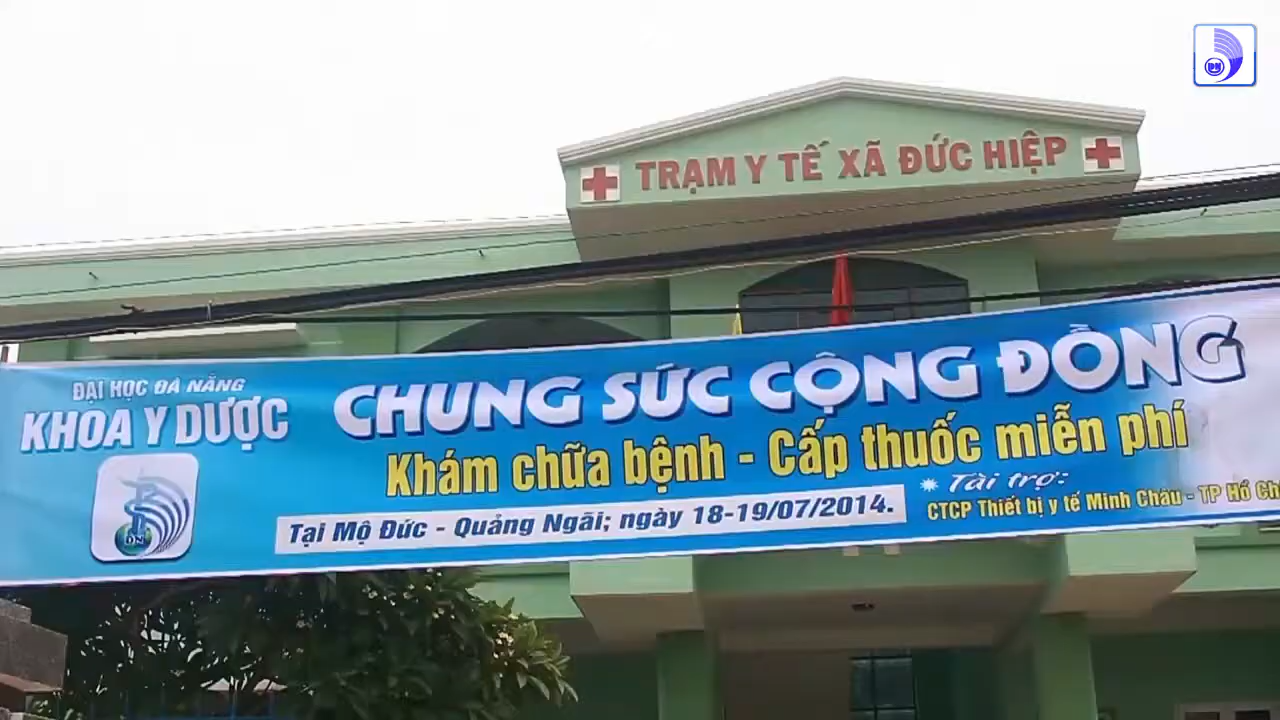 TRẠM Y TẾ XÃ ĐỨC HIỆP
ĐẠI HỌC ĐÀ NẴNG
KHOA Y DƯỢC
CHUNG SỨC CỘNG ĐỒNG
Khám chữa bệnh - Cấp thuốc miễn phí
Tại Mộ Đức - Quảng Ngãi; ngày 18-19/07/2014.
Tài trợ:
CTCP Thiết bị y tế Minh Châu - TP Hồ Ch
ĐN